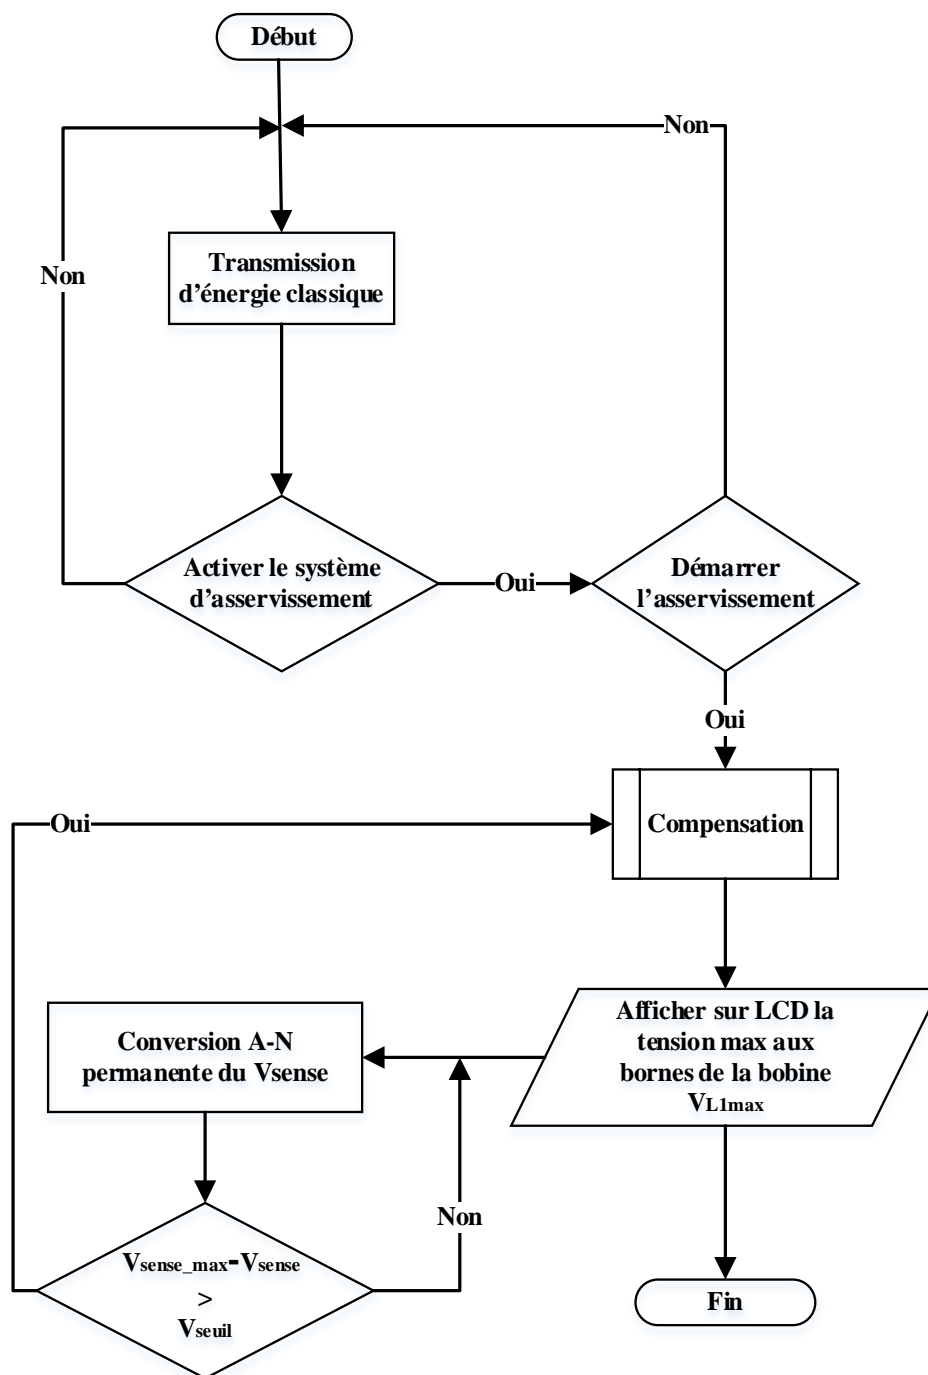 Début
Non
Non
Transmission
d'énergie classique
Activer le système
d'asservissement
Oui
Démarrer
l'asservissement
Oui
Oui
Compensation
Afficher sur LCD la
tension max aux
bornes de la bobine
VL1max
Conversion A-N
permanente du Vsense
Non
Vsense_max-Vsense
>
Vseuil
Fin